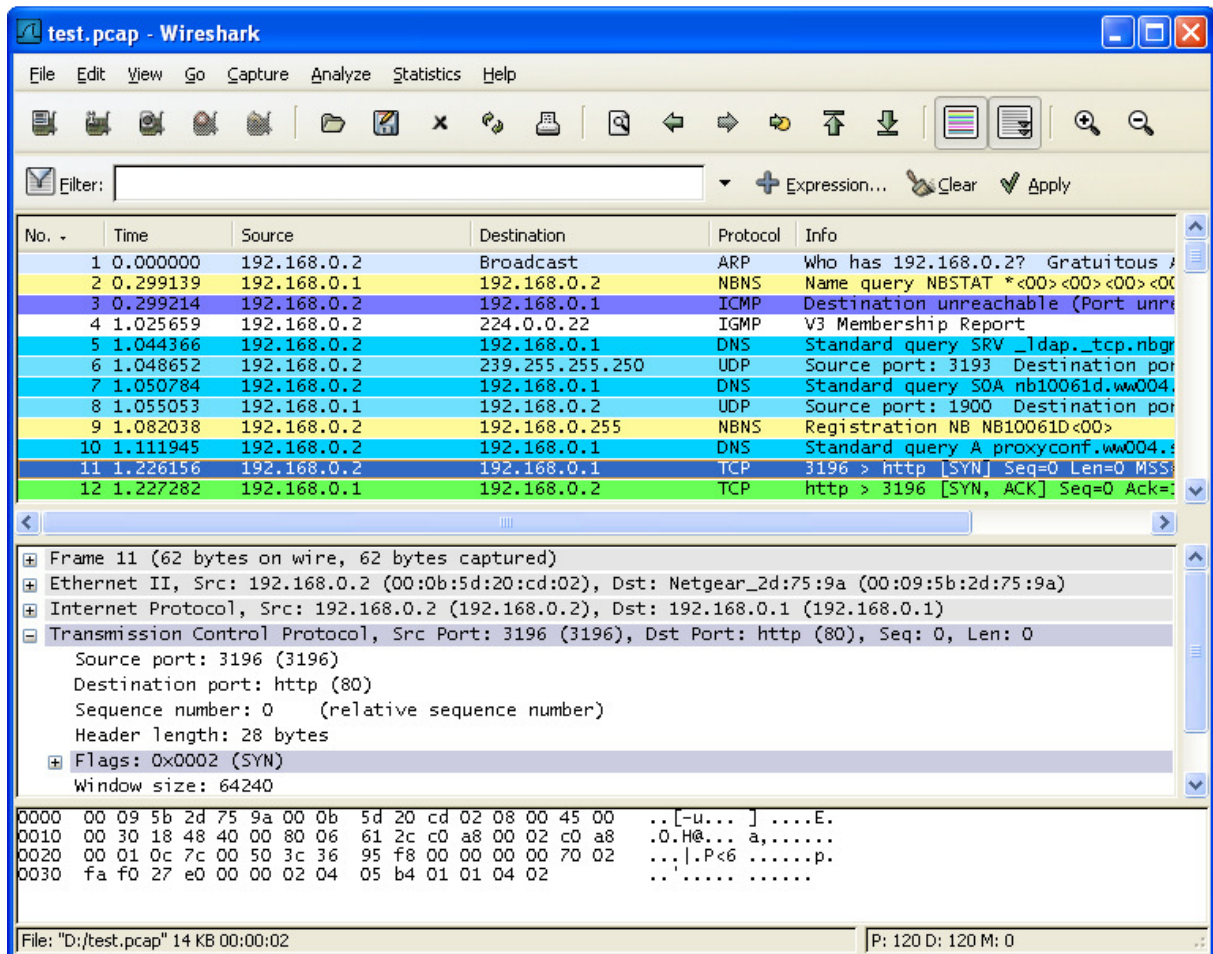 test.pcap - Wireshark
File Edit View Go Capture Analyze Statistics Help
Filter: Expression... Clear Apply
No. Time Source Destination Protocol Info
1 0.000000 192.168.0.2 Broadcast ARP Who has 192.168.0.2? Gratuitous
2 0.299139 192.168.0.1 192.168.0.2 NBNS Name query NBSTAT *<00><00><00><00
3 0.299214 192.168.0.2 192.168.0.1 ICMP Destination unreachable (Port unre
4 1.025659 192.168.0.2 224.0.0.22 IGMP V3 Membership Report
5 1.044366 192.168.0.2 192.168.0.1 DNS Standard query SRV _ldap._tcp.nbgm
6 1.048652 192.168.0.2 239.255.255.250 UDP Source port: 3193 Destination por
7 1.050784 192.168.0.2 192.168.0.1 DNS Standard query SOA nb10061d.ww004.
8 1.055053 192.168.0.1 192.168.0.2 UDP Source port: 1900 Destination por
9 1.082038 192.168.0.2 192.168.0.255 NBNS Registration NB NB10061D<00>
10 1.111945 192.168.0.2 192.168.0.1 DNS Standard query A proxyconf.ww004.s
11 1.226156 192.168.0.2 192.168.0.1 TCP 3196 > http [SYN] Seq=0 Len=0 MSS=
12 1.227282 192.168.0.1 192.168.0.2 TCP http > 3196 [SYN, ACK] Seq=0 Ack=1
Frame 11 (62 bytes on wire, 62 bytes captured)
Ethernet II, Src: 192.168.0.2 (00:0b:5d:20:cd:02), Dst: Netgear_2d:75:9a (00:09:5b:2d:75:9a)
Internet Protocol, Src: 192.168.0.2 (192.168.0.2), Dst: 192.168.0.1 (192.168.0.1)
Transmission Control Protocol, Src Port: 3196 (3196), Dst Port: http (80), Seq: 0, Len: 0
Source port: 3196 (3196)
Destination port: http (80)
Sequence number: 0 (relative sequence number)
Header length: 28 bytes
Flags: 0x0002 (SYN)
Window size: 64240
0000 00 09 5b 2d 75 9a 00 0b 5d 20 cd 02 08 00 45 00 ..[-u... ] ....E.
0010 00 30 18 48 40 00 80 06 61 2c c0 a8 00 02 c0 a8 .0.H@... a,......
0020 00 01 0c 7c 00 50 3c 36 95 f8 00 00 00 00 70 02 ...|.P<6 ......p.
0030 fa f0 27 e0 00 00 02 04 05 b4 01 01 04 02 ..'..... ......
File: "D:/test.pcap" 14 KB 00:00:02 P: 120 D: 120 M: 0